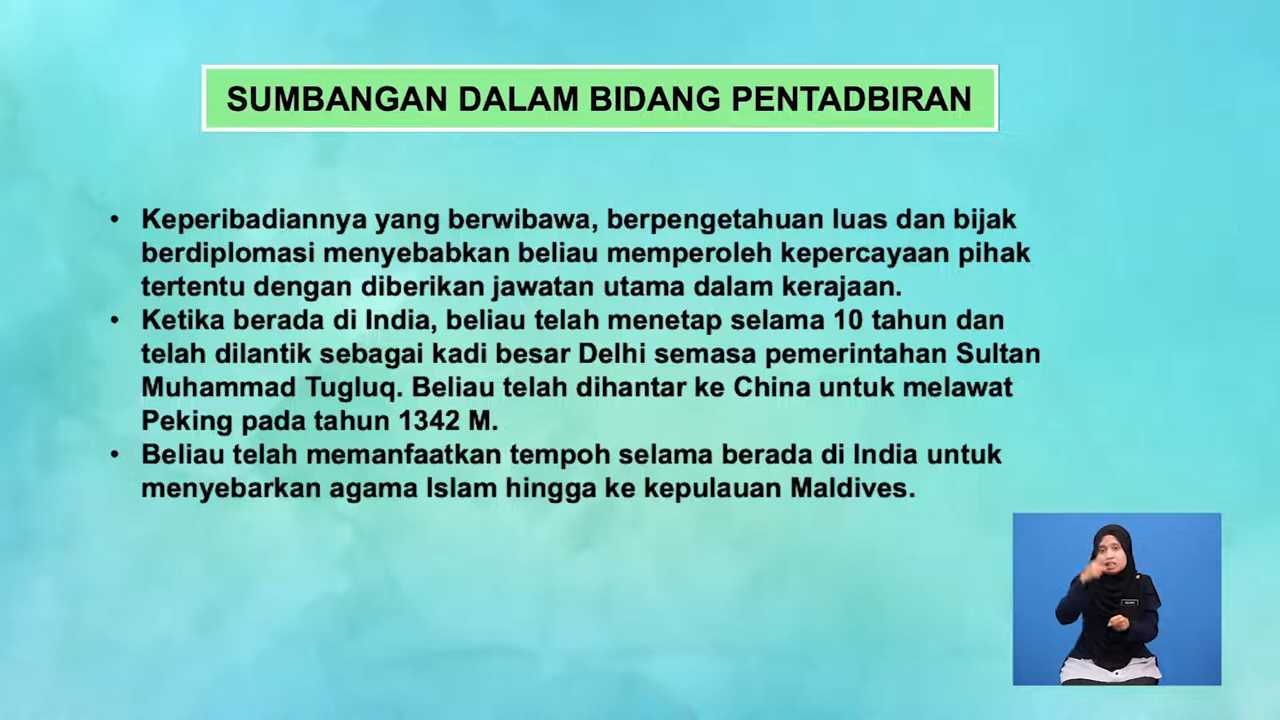 SUMBANGAN DALAM BIDANG PENTADBIRAN
• Keperibadiannya yang berwibawa, berpengetahuan luas dan bijak
berdiplomasi menyebabkan beliau memperoleh kepercayaan pihak
tertentu dengan diberikan jawatan utama dalam kerajaan.
• Ketika berada di India, beliau telah menetap selama 10 tahun dan
telah dilantik sebagai kadi besar Delhi semasa pemerintahan Sultan
Muhammad Tugluq. Beliau telah dihantar ke China untuk melawat
Peking pada tahun 1342 M.
• Beliau telah memanfaatkan tempoh selama berada di India untuk
menyebarkan agama Islam hingga ke kepulauan Maldives.